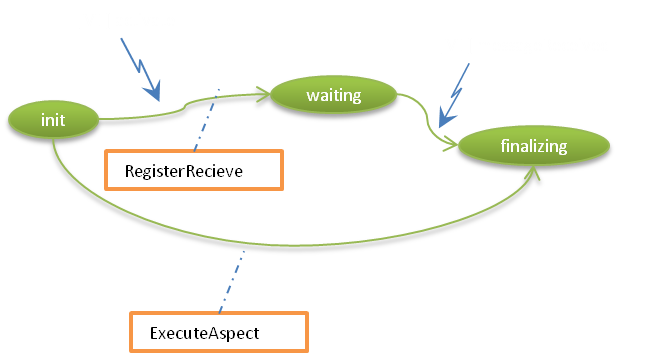 waiting
init
finalizing
RegisterRecieve
ExecuteAspect